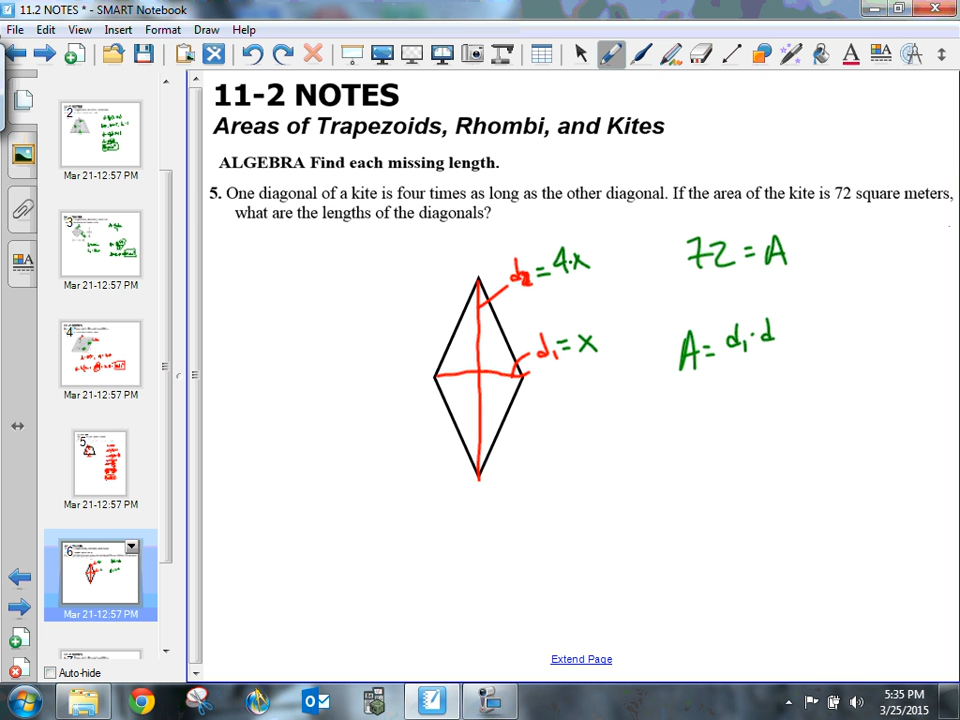 11.2 NOTES * - SMART Notebook
File Edit View Insert Format Draw Help
11-2 NOTES
Areas of Trapezoids, Rhombi, and Kites
ALGEBRA Find each missing length.
5. One diagonal of a kite is four times as long as the other diagonal. If the area of the kite is 72 square meters,
what are the lengths of the diagonals?
d2 = 4·x
72 = A
d1 = x
A = d1 · d
2
Mar 21-12:57 PM
3
Mar 21-12:57 PM
4
Mar 21-12:57 PM
5
Mar 21-12:57 PM
6
Mar 21-12:57 PM
Auto-hide
Extend Page
5:35 PM
3/25/2015